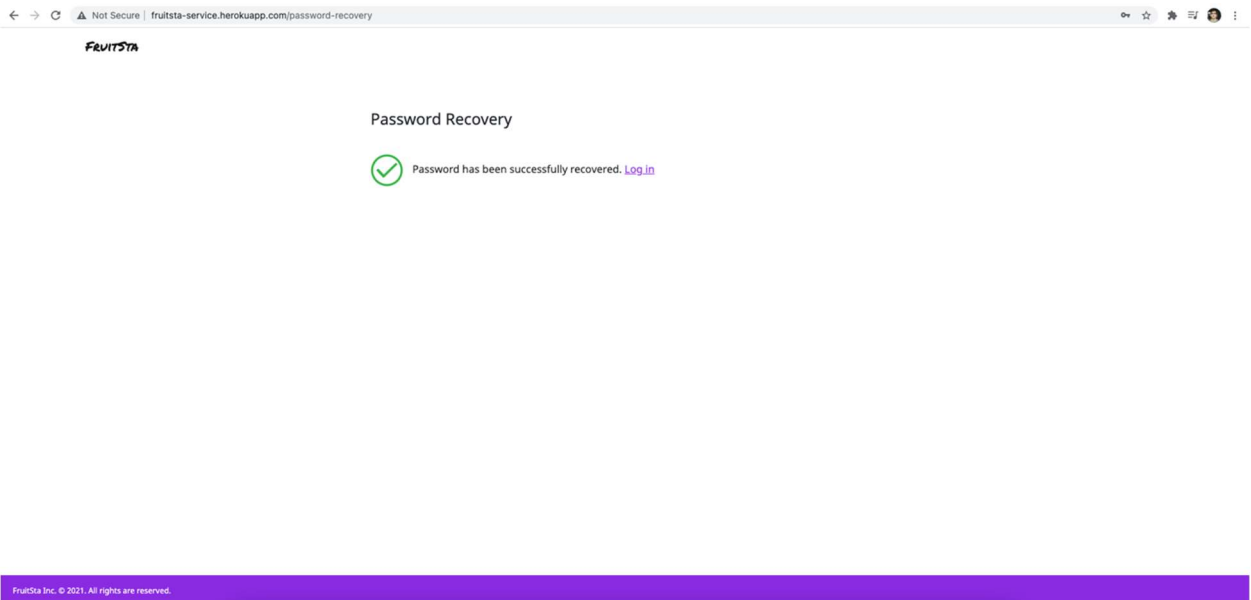 Not Secure | fruitsta-service.herokuapp.com/password-recovery
FRUITSTA
Password Recovery
Password has been successfully recovered. Log in
FruitSta Inc. © 2021. All rights are reserved.